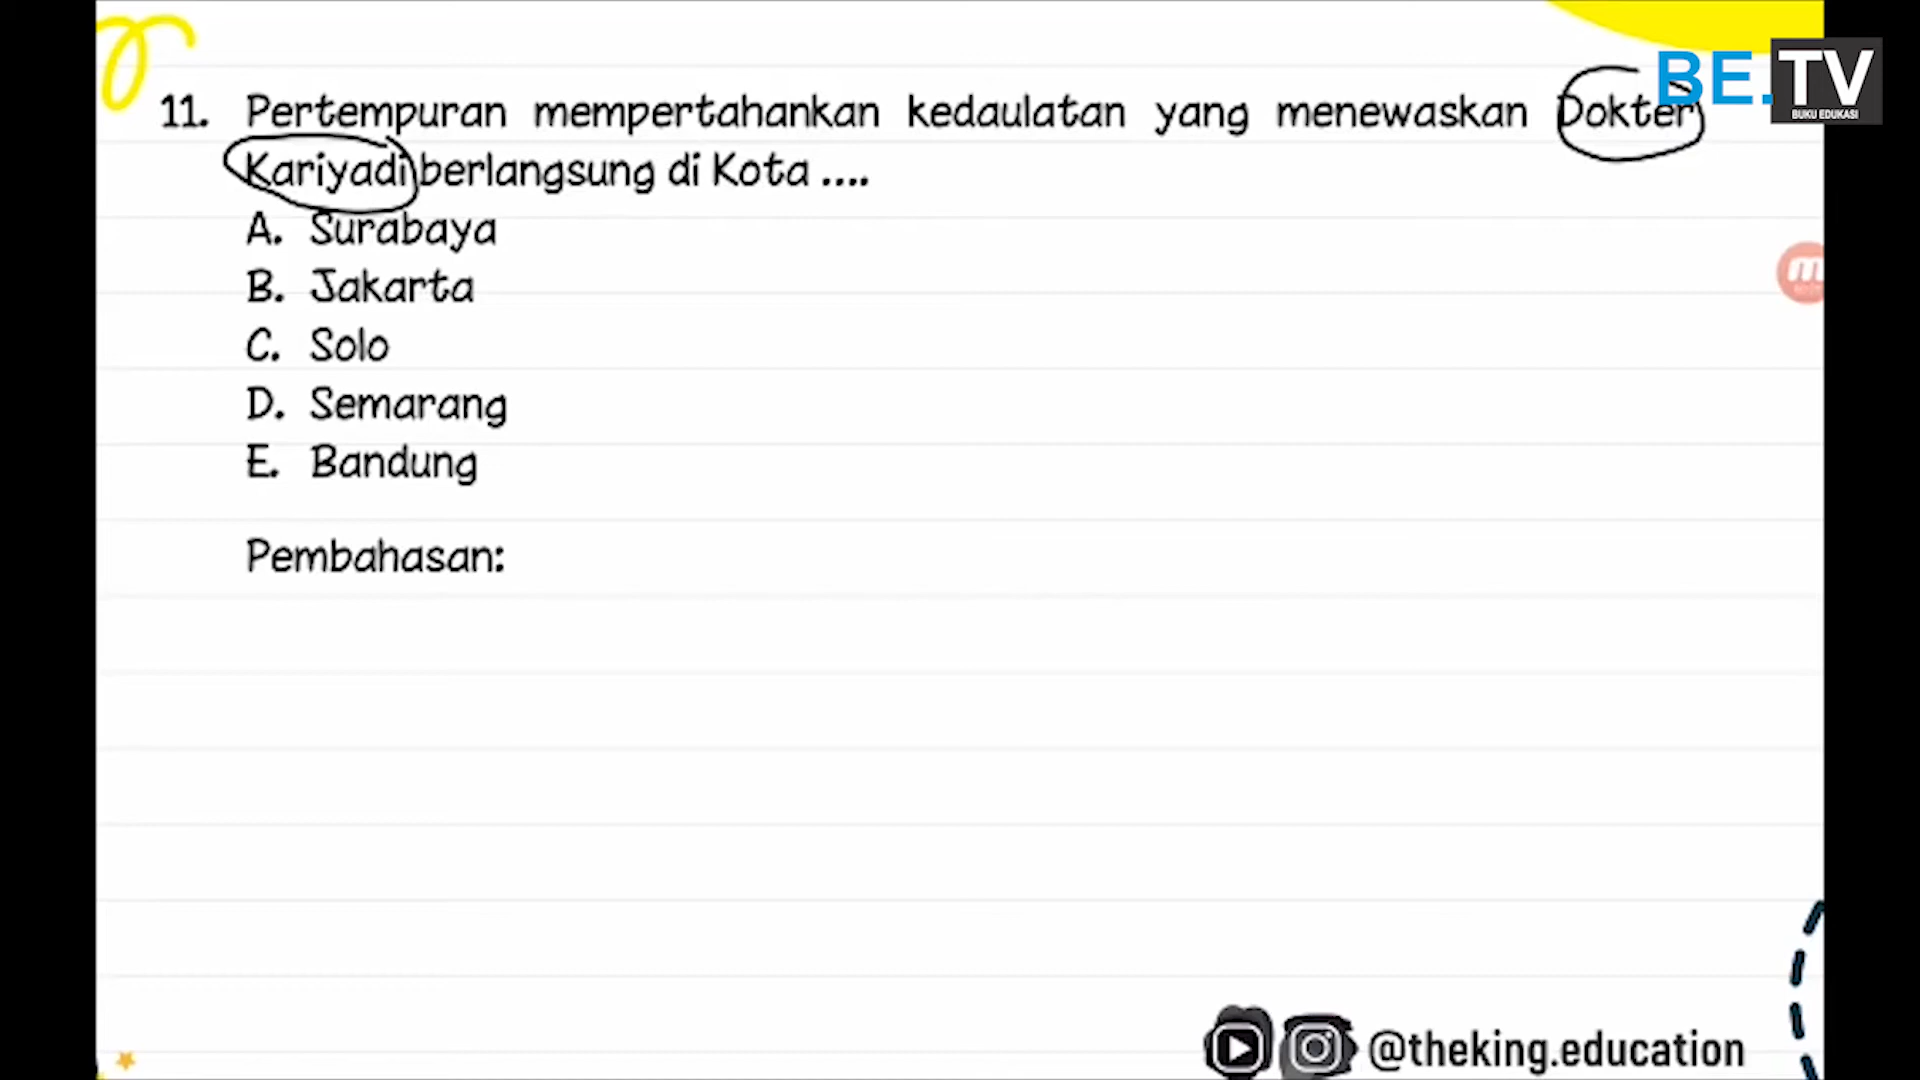 BE.TV
BUKU EDUKASI
11. Pertempuran mempertahankan kedaulatan yang menewaskan Dokter
Kariyadi berlangsung di Kota ....
A. Surabaya
B. Jakarta
C. Solo
D. Semarang
E. Bandung
Pembahasan:
@theking.education